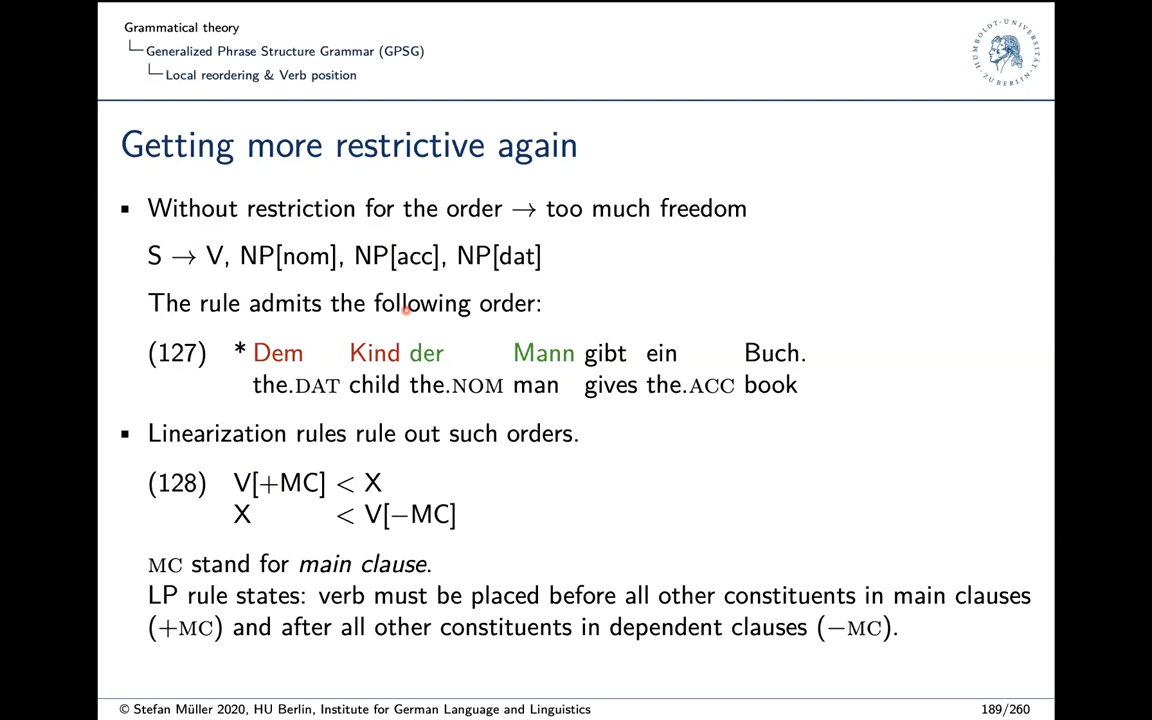 Grammatical theory
Generalized Phrase Structure Grammar (GPSG)
Local reordering & Verb position
HUMBOLDT-UNIVERSITÄT ZU BERLIN
Getting more restrictive again
▪ Without restriction for the order → too much freedom
S → V, NP[nom], NP[acc], NP[dat]
The rule admits the following order:
(127) * Dem Kind der Mann gibt ein Buch.
the.DAT child the.NOM man gives the.ACC book
▪ Linearization rules rule out such orders.
(128) V[+MC] < X
X < V[−MC]
MC stand for main clause.
LP rule states: verb must be placed before all other constituents in main clauses
(+MC) and after all other constituents in dependent clauses (−MC).
© Stefan Müller 2020, HU Berlin, Institute for German Language and Linguistics 189/260